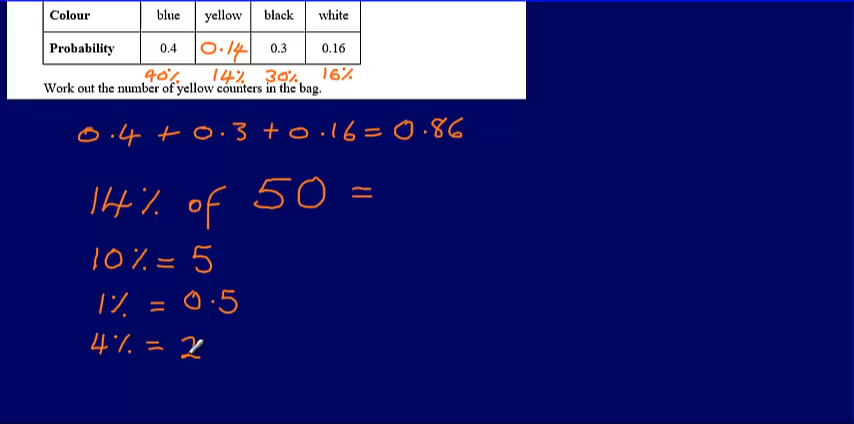 Colour blue yellow black white
Probability 0.4 0.14 0.3 0.16
40% 14% 30% 16%
Work out the number of yellow counters in the bag.
0.4 + 0.3 + 0.16 = 0.86
14% of 50 =
10% = 5
1% = 0.5
4% = 2